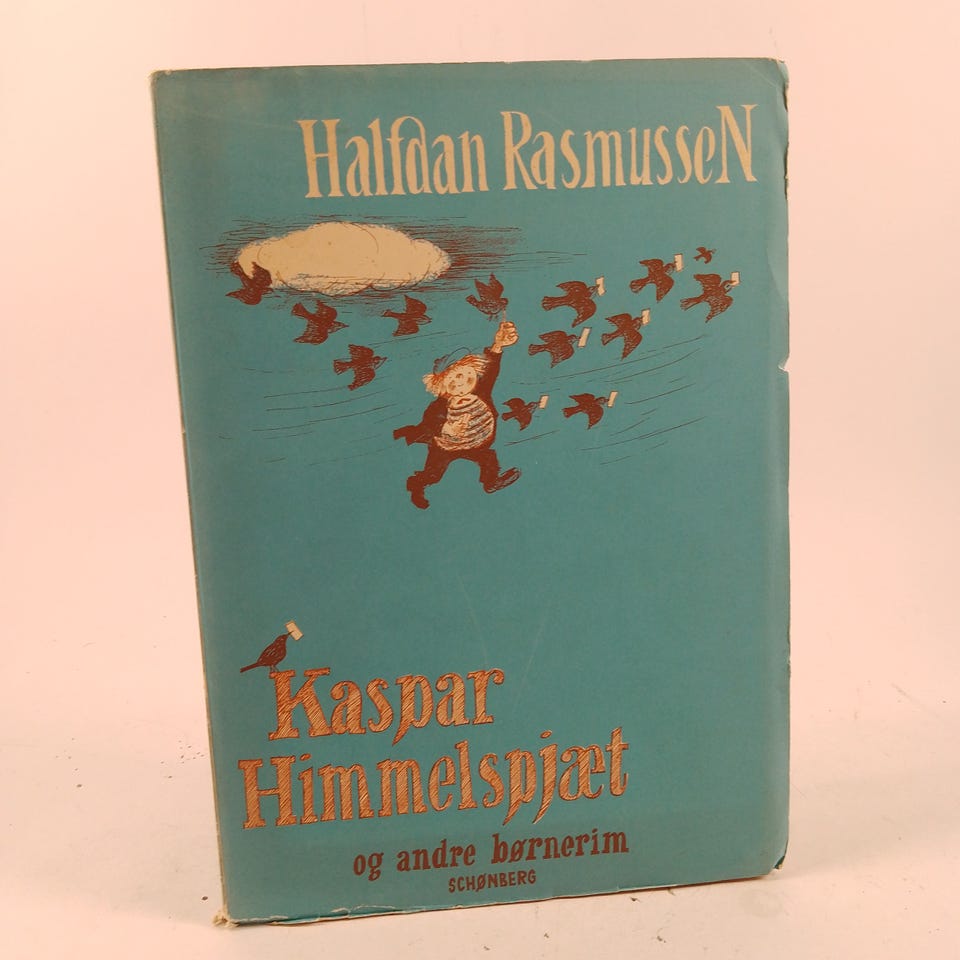 Halfdan RasmusseN
Kaspar
Himmelspjæt
og andre børnerim
SCHØNBERG